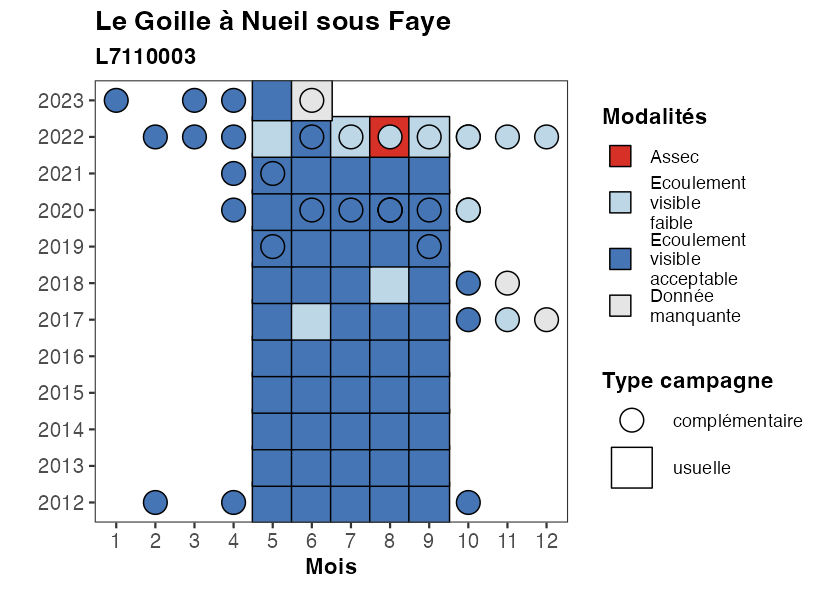 Le Goille à Nueil sous Faye
L7110003
2023
2022
2021
2020
2019
2018
2017
2016
2015
2014
2013
2012
1 2 3 4 5 6 7 8 9 10 11 12
Mois
Modalités
Assec
Ecoulement
visible
faible
Ecoulement
visible
acceptable
Donnée
manquante
Type campagne
complémentaire
usuelle